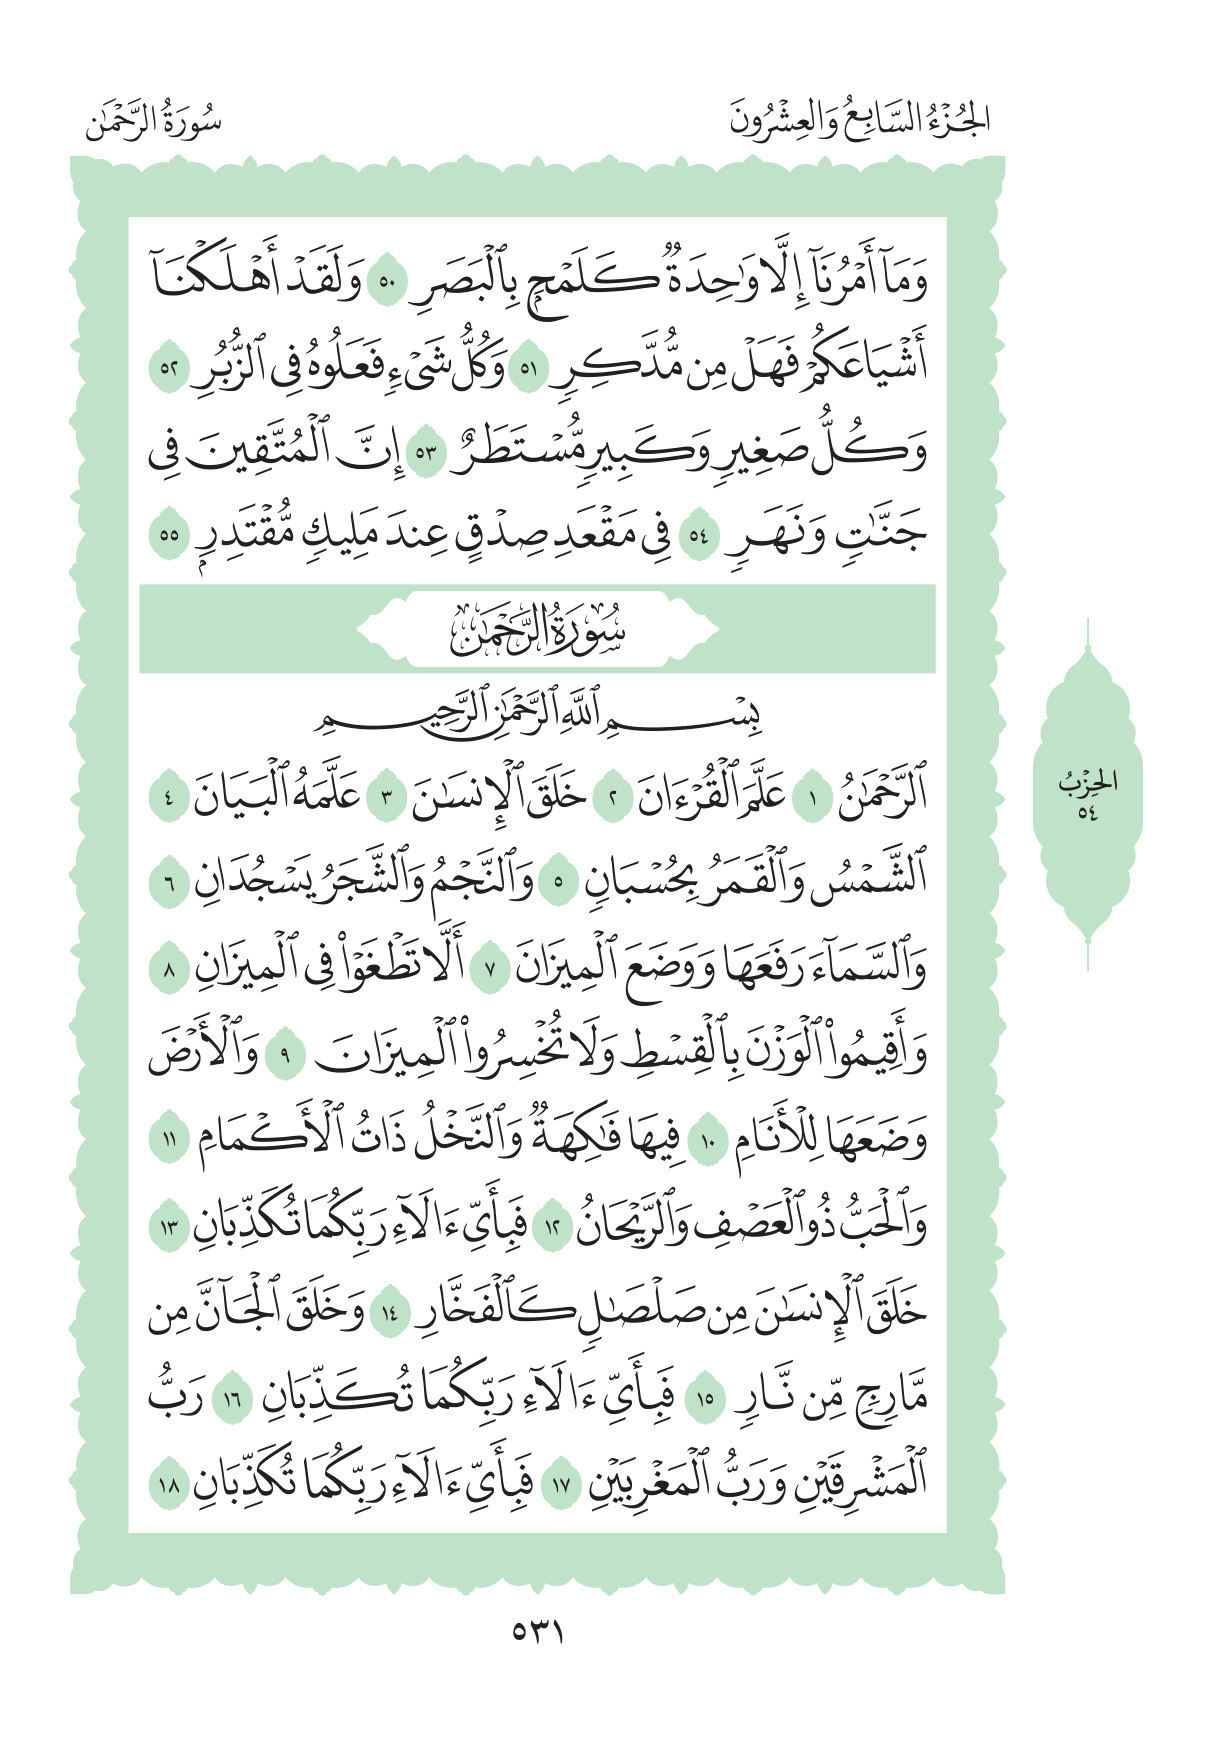 الجُزْءُ السَّابِعُ وَالعِشْرُونَ
سُورَةُ الرَّحْمَٰن
وَمَآ أَمْرُنَآ إِلَّا وَٰحِدَةٌ كَلَمْحٍۭ بِٱلْبَصَرِ ٥٠ وَلَقَدْ أَهْلَكْنَآ
أَشْيَاعَكُمْ فَهَلْ مِن مُّدَّكِرٍ ٥١ وَكُلُّ شَىْءٍ فَعَلُوهُ فِى ٱلزُّبُرِ ٥٢
وَكُلُّ صَغِيرٍ وَكَبِيرٍ مُّسْتَطَرٌ ٥٣ إِنَّ ٱلْمُتَّقِينَ فِى
جَنَّٰتٍ وَنَهَرٍ ٥٤ فِى مَقْعَدِ صِدْقٍ عِندَ مَلِيكٍ مُّقْتَدِرٍۭ ٥٥
سُورَةُ الرَّحْمَٰن
بِسْمِ ٱللَّهِ ٱلرَّحْمَٰنِ ٱلرَّحِيمِ
ٱلرَّحْمَٰنُ ١ عَلَّمَ ٱلْقُرْءَانَ ٢ خَلَقَ ٱلْإِنسَٰنَ ٣ عَلَّمَهُ ٱلْبَيَانَ ٤
ٱلشَّمْسُ وَٱلْقَمَرُ بِحُسْبَانٍ ٥ وَٱلنَّجْمُ وَٱلشَّجَرُ يَسْجُدَانِ ٦
وَٱلسَّمَآءَ رَفَعَهَا وَوَضَعَ ٱلْمِيزَانَ ٧ أَلَّا تَطْغَوْا۟ فِى ٱلْمِيزَانِ ٨
وَأَقِيمُوا۟ ٱلْوَزْنَ بِٱلْقِسْطِ وَلَا تُخْسِرُوا۟ ٱلْمِيزَانَ ٩ وَٱلْأَرْضَ
وَضَعَهَا لِلْأَنَامِ ١٠ فِيهَا فَٰكِهَةٌ وَٱلنَّخْلُ ذَاتُ ٱلْأَكْمَامِ ١١
وَٱلْحَبُّ ذُو ٱلْعَصْفِ وَٱلرَّيْحَانُ ١٢ فَبِأَىِّ ءَالَآءِ رَبِّكُمَا تُكَذِّبَانِ ١٣
خَلَقَ ٱلْإِنسَٰنَ مِن صَلْصَٰلٍ كَٱلْفَخَّارِ ١٤ وَخَلَقَ ٱلْجَآنَّ مِن
مَّارِجٍ مِّن نَّارٍ ١٥ فَبِأَىِّ ءَالَآءِ رَبِّكُمَا تُكَذِّبَانِ ١٦ رَبُّ
ٱلْمَشْرِقَيْنِ وَرَبُّ ٱلْمَغْرِبَيْنِ ١٧ فَبِأَىِّ ءَالَآءِ رَبِّكُمَا تُكَذِّبَانِ ١٨
الحِزْبُ
٥٤
٥٣١